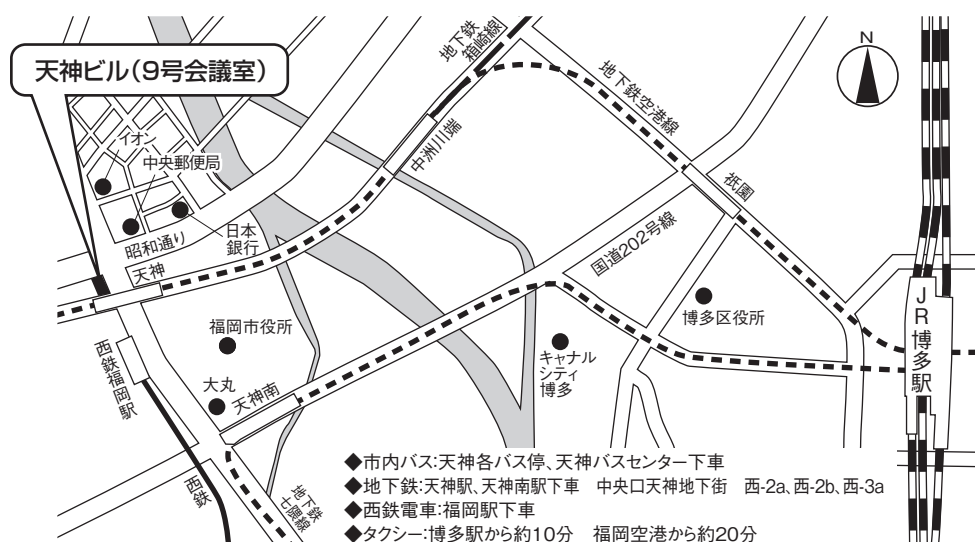 天神ビル（9号会議室）
地下鉄
箱崎線
N
地下鉄空港線
イオン
中央郵便局
中洲川端
祇園
日本
銀行
昭和通り
天神
国道202号線
福岡市役所
博多区役所
JR博多駅
西鉄福岡駅
大丸
天神南
キャナル
シティ
博多
西鉄
地下鉄
七隈線
◆市内バス:天神各バス停、天神バスセンター下車
◆地下鉄:天神駅、天神南駅下車　中央口天神地下街　西-2a、西-2b、西-3a
◆西鉄電車:福岡駅下車
◆タクシー:博多駅から約10分　福岡空港から約20分